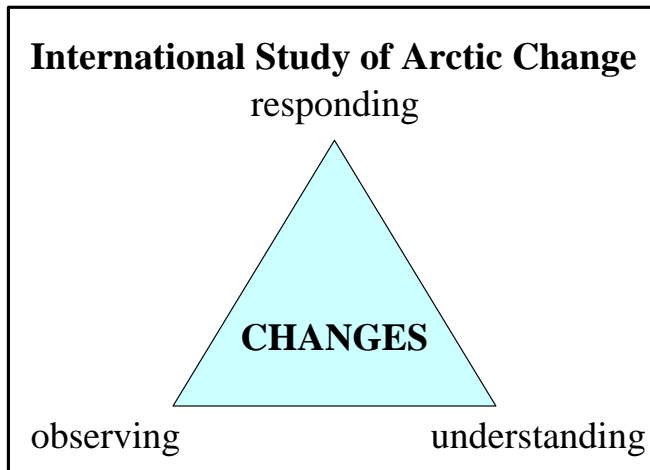 International Study of Arctic Change
responding
CHANGES
observing understanding